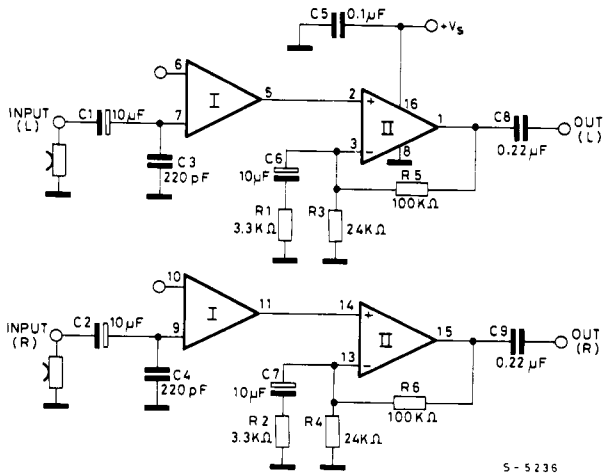 C5 0.1µF
+Vs
6
5
2
+
16
1
I
II
INPUT (L)
C1 10µF
7
3
−
8
C8
0.22µF
OUT (L)
C3
220pF
C6
10µF
R5
100KΩ
R1
3.3KΩ
R3
24KΩ
10
11
14
+
15
I
II
INPUT (R)
C2 10µF
9
13
−
C9
0.22µF
OUT (R)
C4
220pF
C7
10µF
R6
100KΩ
R2
3.3KΩ
R4
24KΩ
S-5236